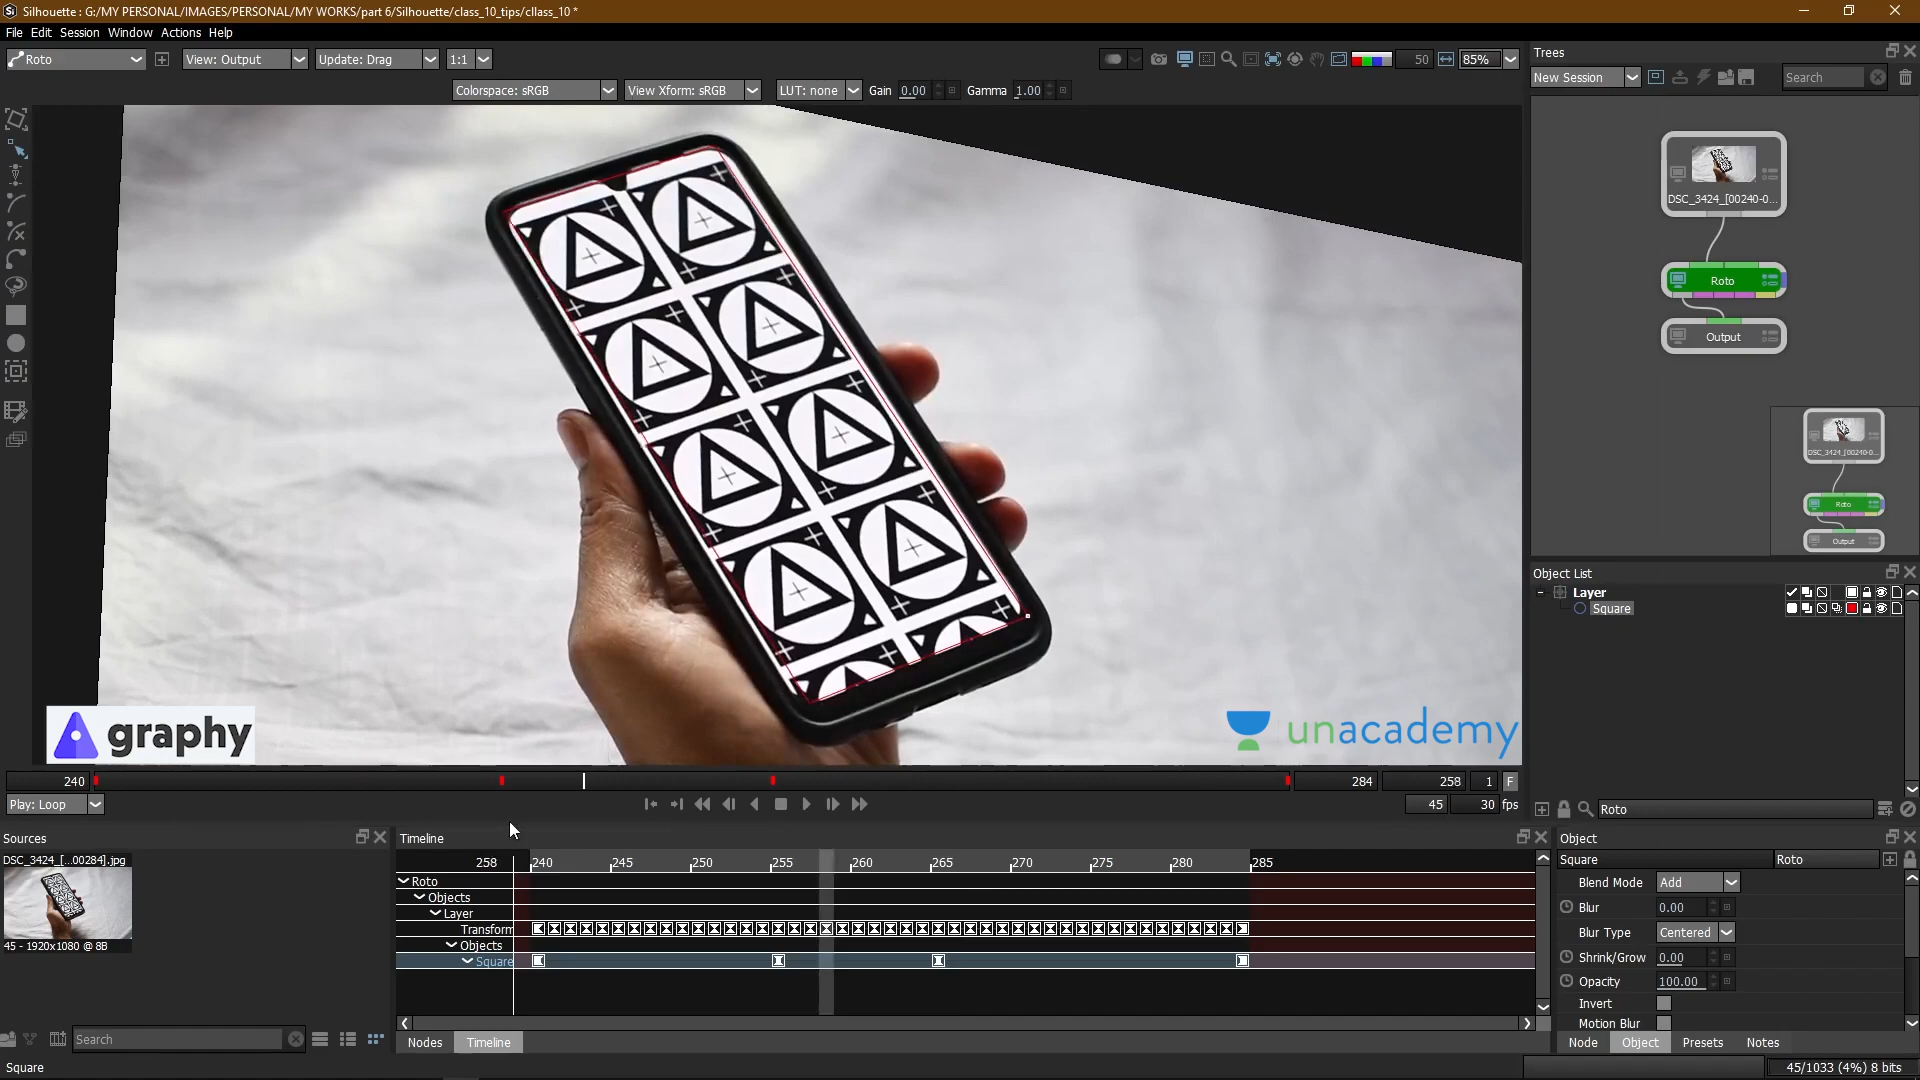 Silhouette : G:/MY PERSONAL/IMAGES/PERSONAL/MY WORKS/part 6/Silhouette/class_10_tips/cllass_10 *
File Edit Session Window Actions Help
Roto View: Output Update: Drag 1:1 50 85%
Colorspace: sRGB View Xform: sRGB LUT: none Gain 0.00 Gamma 1.00
Trees
New Session Search
DSC_3424_[00240-0...
Roto
Output
DSC_3424_[00240-0...
Roto
Output
graphy
unacademy
Object List
Layer
Square
Roto
240 284 258 1 F
Play: Loop 45 30 fps
Sources
DSC_3424_[...00284].jpg
45 - 1920x1080 @ 8B
Search
Timeline
258 240 245 250 255 260 265 270 275 280 285
Roto
Objects
Layer
Transform
Objects
Square
Nodes Timeline
Object
Square Roto
Blend Mode Add
Blur 0.00
Blur Type Centered
Shrink/Grow 0.00
Opacity 100.00
Invert
Motion Blur
Node Object Presets Notes
Square
45/1033 (4%) 8 bits